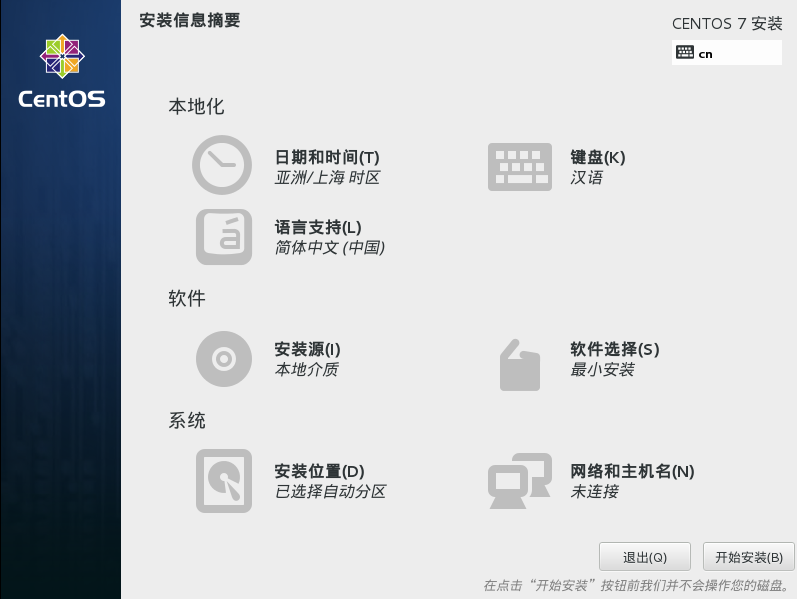 安装信息摘要
CENTOS 7 安装
cn
CentOS
本地化
日期和时间(T)
亚洲/上海 时区
键盘(K)
汉语
语言支持(L)
简体中文 (中国)
软件
安装源(I)
本地介质
软件选择(S)
最小安装
系统
安装位置(D)
已选择自动分区
网络和主机名(N)
未连接
退出(Q)
开始安装(B)
在点击“开始安装”按钮前我们并不会操作您的磁盘。